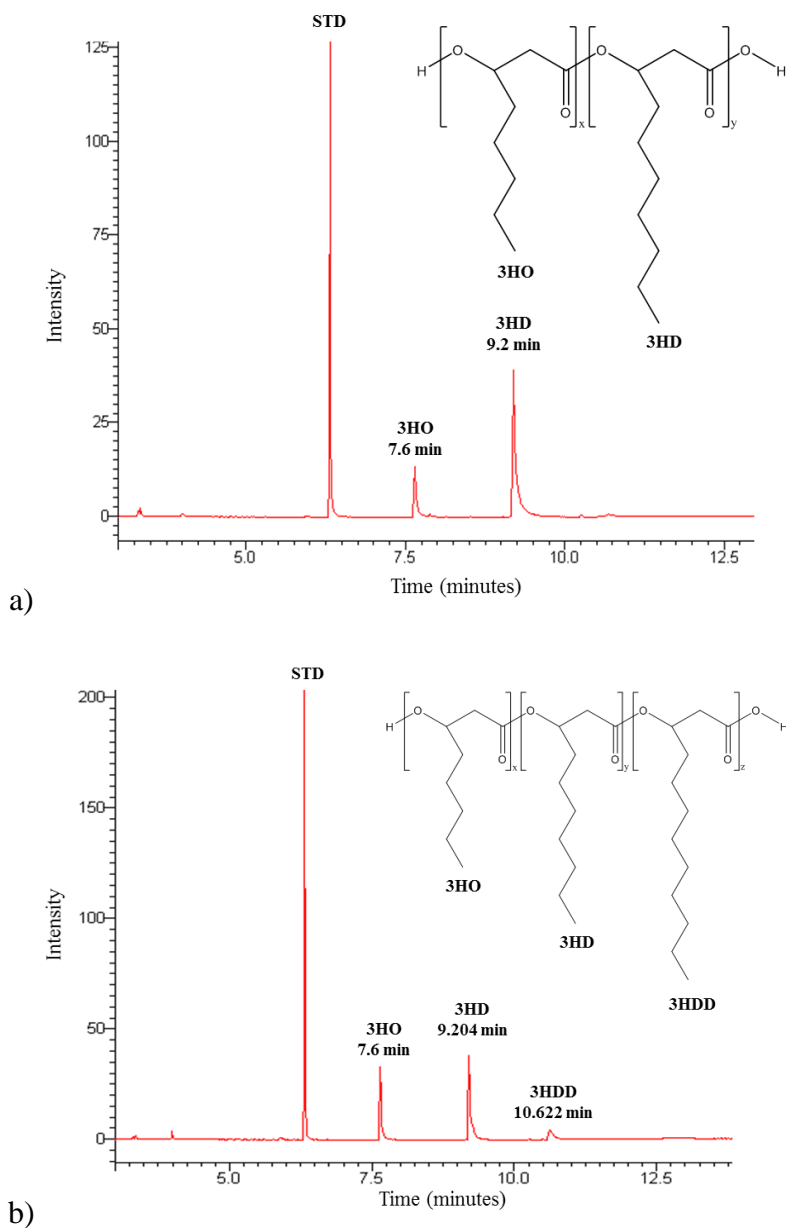 STD
125
100
75
50
25
0
Intensity
H
O
O
x
O
O
y
O
H
3HO
3HD
3HD
9.2 min
3HO
7.6 min
5.0
7.5
10.0
12.5
Time (minutes)
a)
STD
200
150
100
50
0
Intensity
H
O
O
x
O
O
y
O
O
z
O
H
3HO
3HD
3HDD
3HO
7.6 min
3HD
9.204 min
3HDD
10.622 min
5.0
7.5
10.0
12.5
Time (minutes)
b)